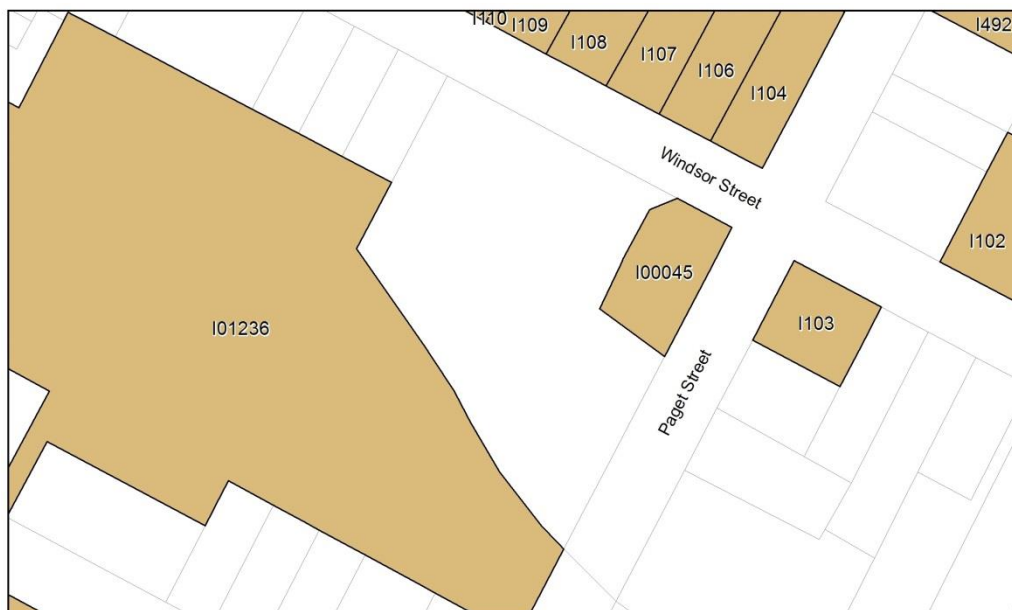 I110
I109
I108
I107
I106
I104
I492
Windsor Street
I102
I00045
I103
I01236
Paget Street